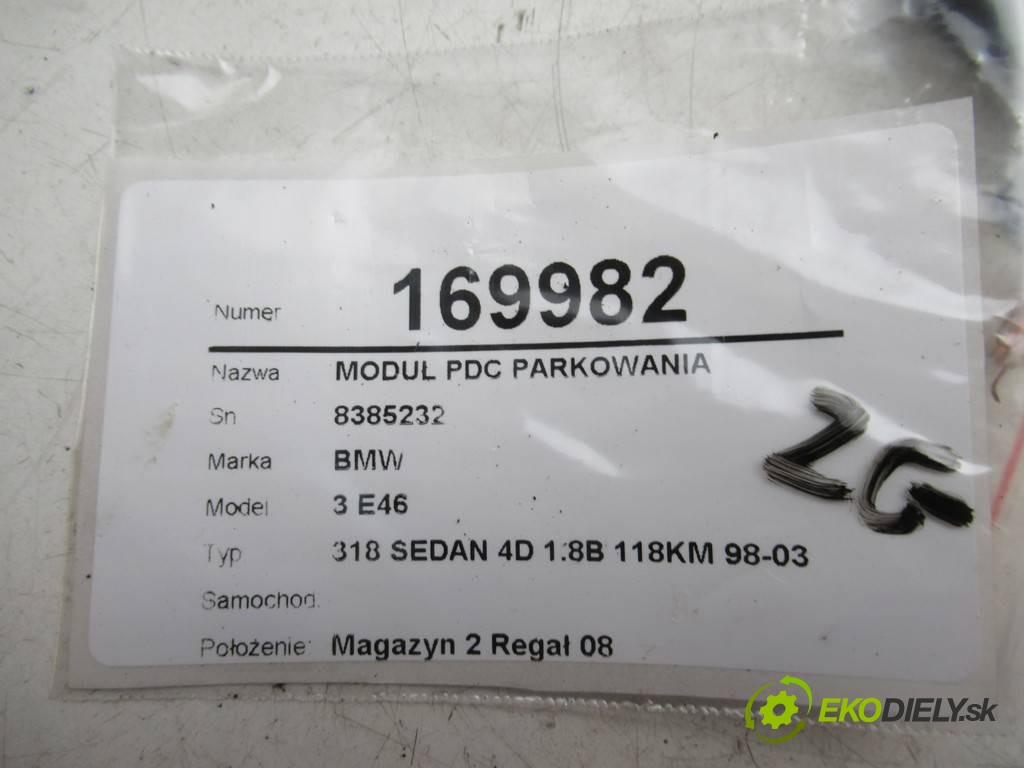 Numer 169982
Nazwa MODUŁ PDC PARKOWANIA
Sn 8385232
Marka BMW
Model 3 E46
Typ 318 SEDAN 4D 1.8B 118KM 98-03
Samochod:
Położenie: Magazyn 2 Regał 08
ZG
EKODIELY.sk